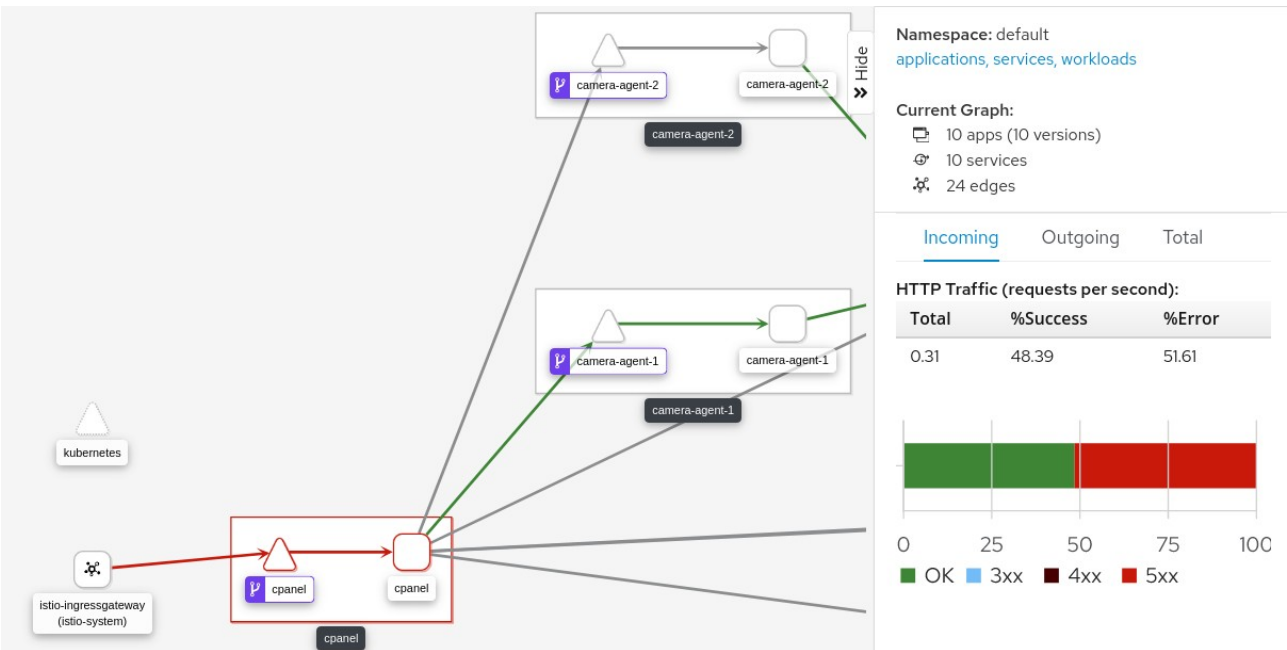 camera-agent-2
camera-agent-2
camera-agent-2
camera-agent-1
camera-agent-1
camera-agent-1
kubernetes
istio-ingressgateway
(istio-system)
cpanel
cpanel
cpanel
Hide
Namespace: default
applications, services, workloads
Current Graph:
10 apps (10 versions)
10 services
24 edges
Incoming Outgoing Total
HTTP Traffic (requests per second):
Total %Success %Error
0.31 48.39 51.61
0 25 50 75 100
OK 3xx 4xx 5xx